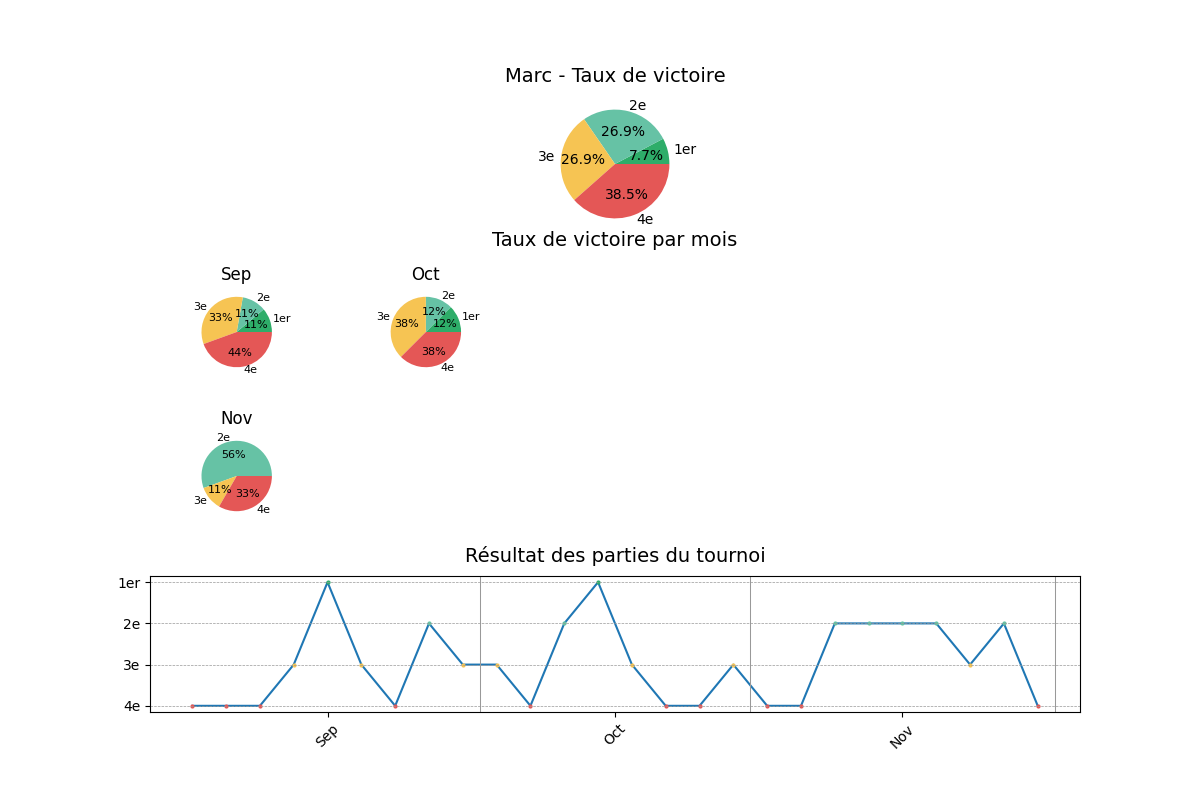 Marc - Taux de victoire
2e
26.9%
1er
7.7%
3e
26.9%
38.5%
4e
Taux de victoire par mois
Sep
2e
3e
11%
33%
1er
11%
44%
4e
Oct
2e
12%
3e
1er
38%
12%
38%
4e
Nov
2e
56%
11%
33%
3e
4e
Résultat des parties du tournoi
1er
2e
3e
4e
Sep
Oct
Nov